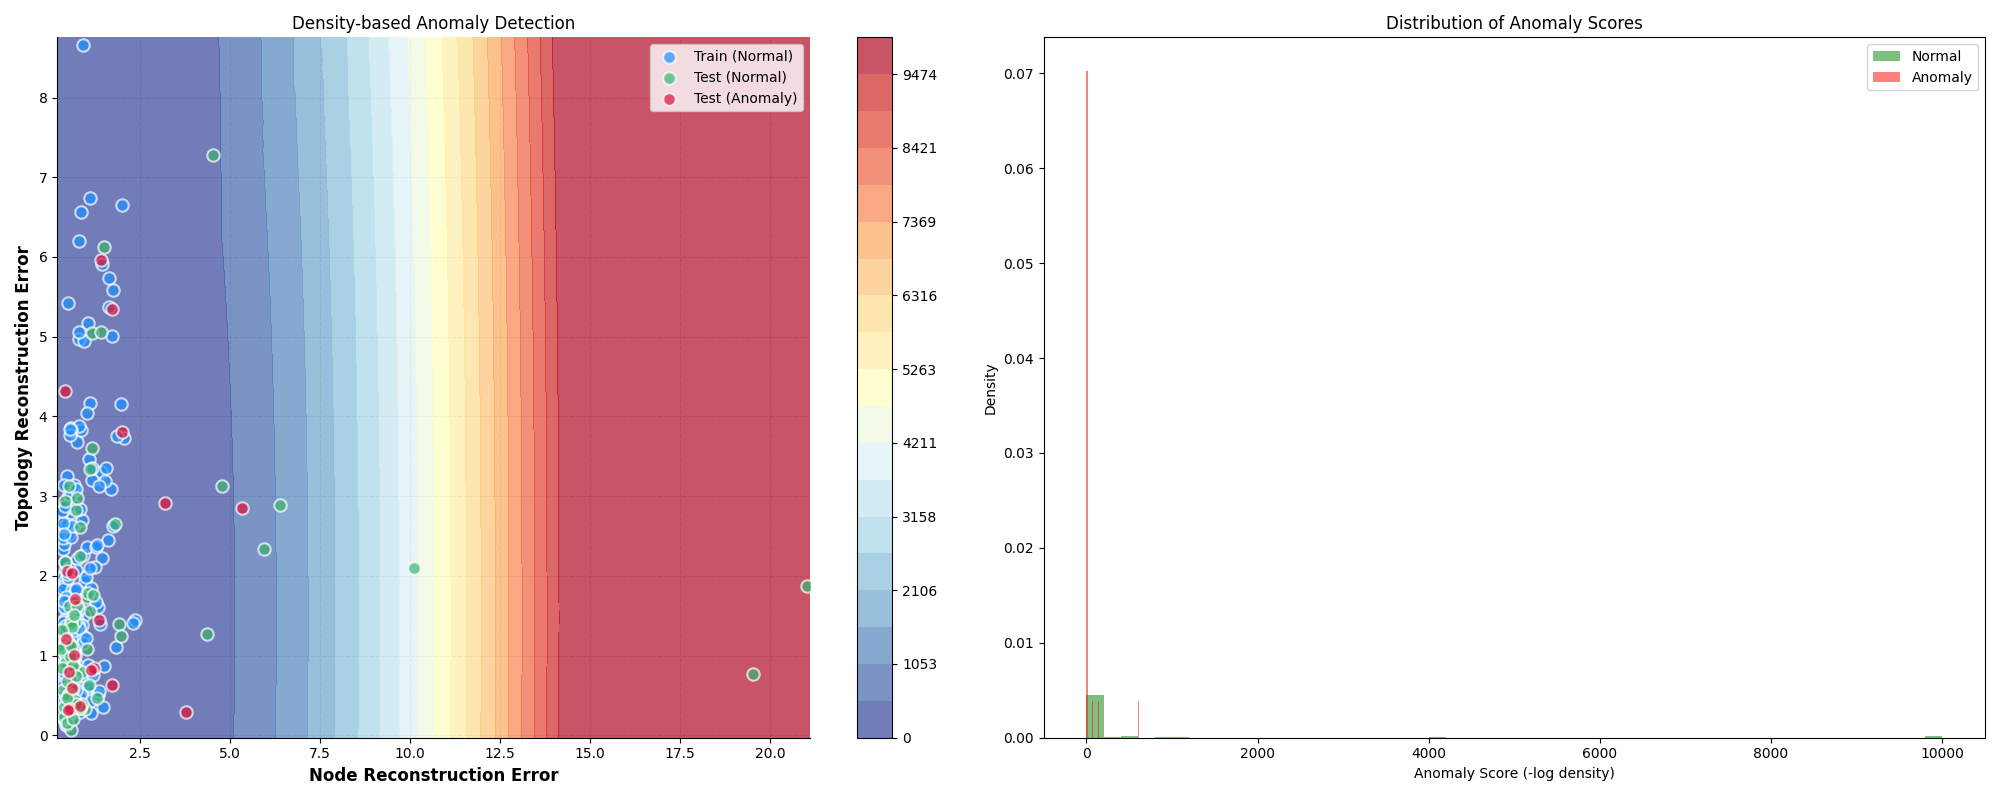 Density-based Anomaly Detection
Train (Normal)
Test (Normal)
Test (Anomaly)
Topology Reconstruction Error
8
7
6
5
4
3
2
1
0
2.5 5.0 7.5 10.0 12.5 15.0 17.5 20.0
Node Reconstruction Error
9474
8421
7369
6316
5263
4211
3158
2106
1053
0
Distribution of Anomaly Scores
Normal
Anomaly
Density
0.07
0.06
0.05
0.04
0.03
0.02
0.01
0.00
0 2000 4000 6000 8000 10000
Anomaly Score (-log density)